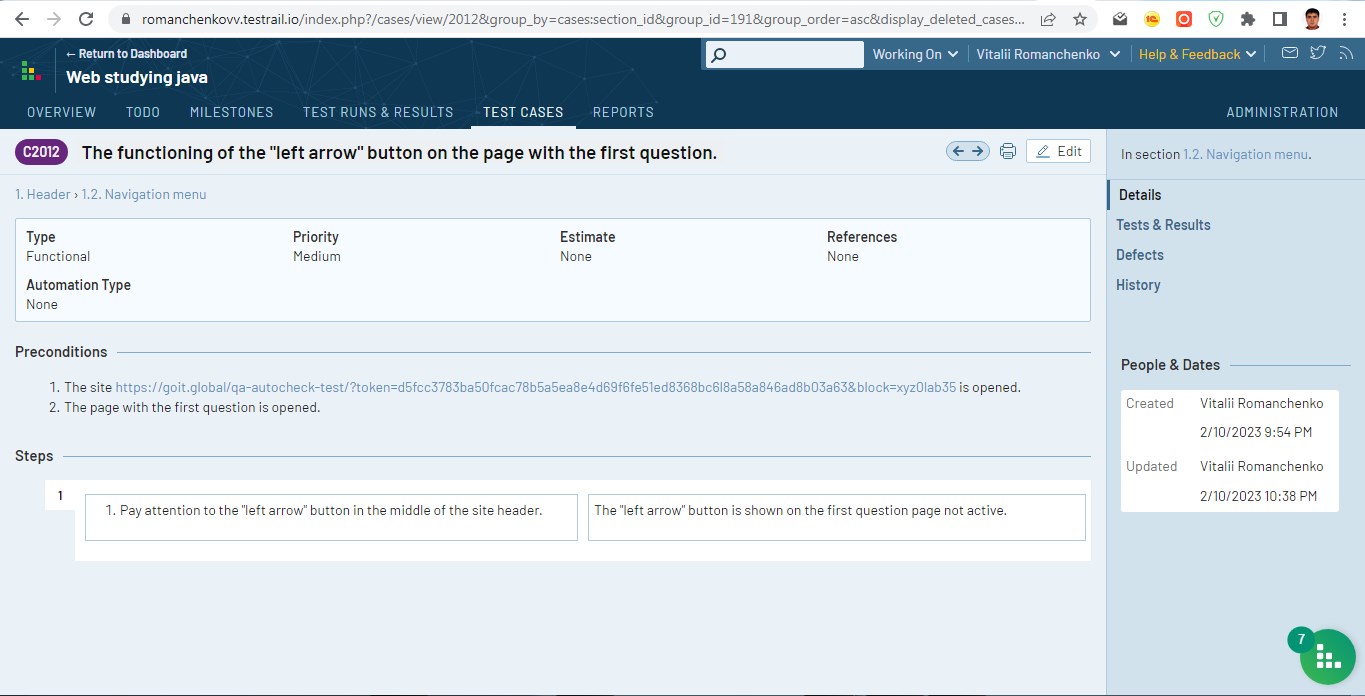 romanchenkovv.testrail.io/index.php?/cases/view/2012&group_by=cases:section_id&group_id=191&group_order=asc&display_deleted_cases...
← Return to Dashboard
Web studying java
Working On
Vitalii Romanchenko
Help & Feedback
OVERVIEW TODO MILESTONES TEST RUNS & RESULTS TEST CASES REPORTS ADMINISTRATION
C2012 The functioning of the "left arrow" button on the page with the first question.
Edit
In section 1.2. Navigation menu.
1. Header › 1.2. Navigation menu
Details
Tests & Results
Defects
History
Type Priority Estimate References
Functional Medium None None
Automation Type
None
Preconditions
1. The site https://goit.global/qa-autocheck-test/?token=d5fcc3783ba50fcac78b5a5ea8e4d69f6fe51ed8368bc6l8a58a846ad8b03a63&block=xyz0lab35 is opened.
2. The page with the first question is opened.
People & Dates
Created Vitalii Romanchenko
2/10/2023 9:54 PM
Updated Vitalii Romanchenko
2/10/2023 10:38 PM
Steps
1
1. Pay attention to the "left arrow" button in the middle of the site header.
The "left arrow" button is shown on the first question page not active.
7